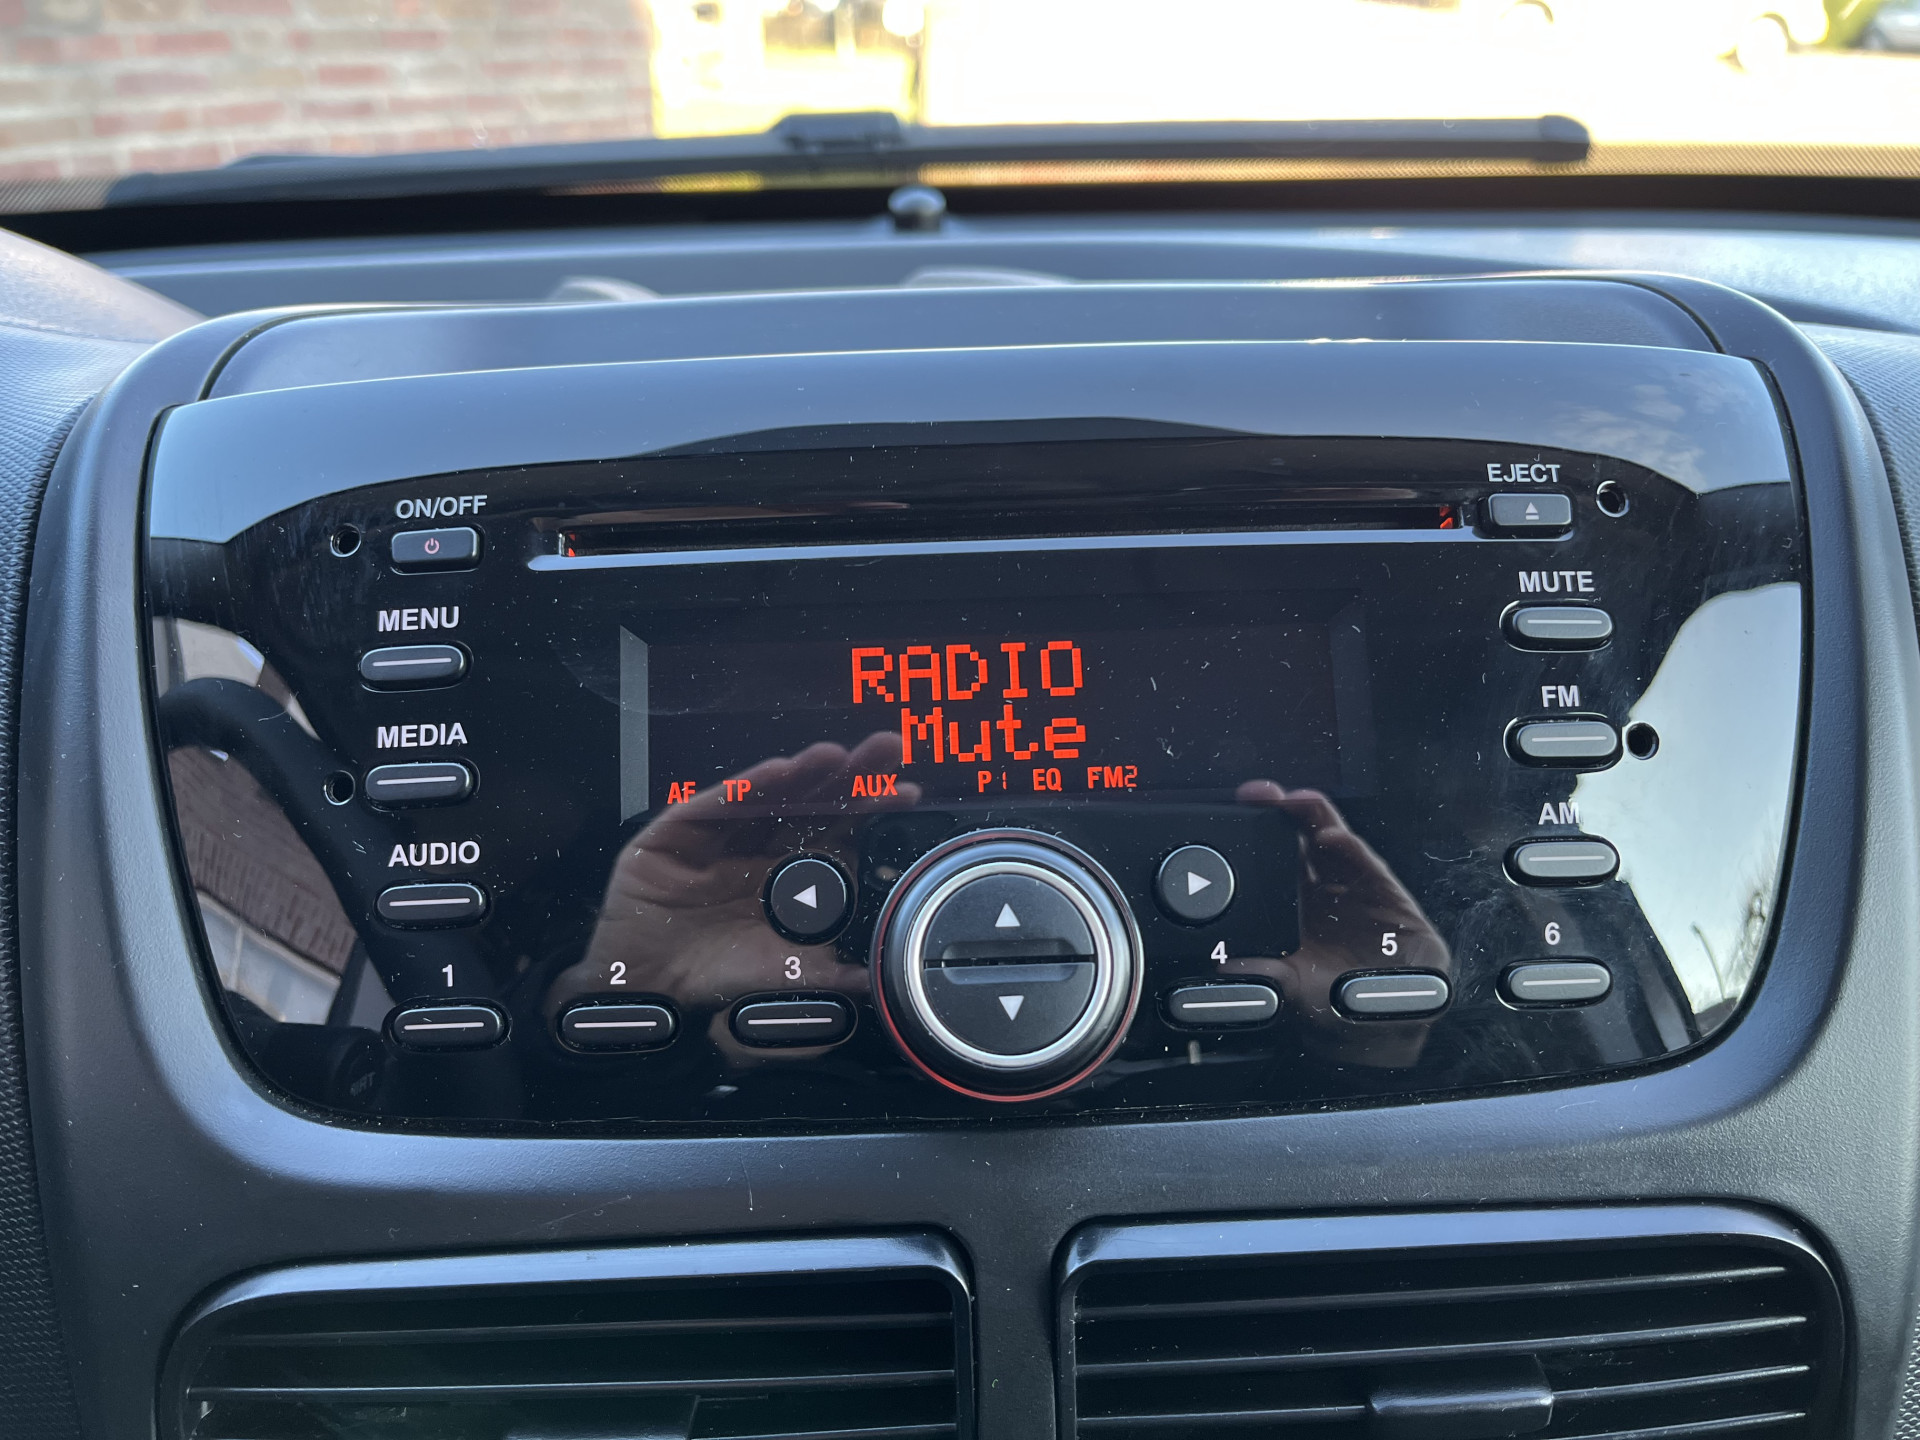 ON/OFF
EJECT
MENU
MUTE
MEDIA
FM
AUDIO
AM
RADIO
Mute
AF TP AUX P1 EQ FM2
1 2 3 4 5 6